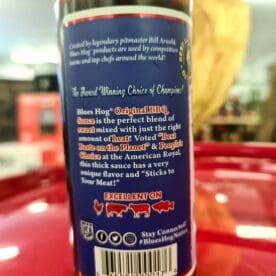 Created by legendary pitmaster Bill Arnold,
Blues Hog® products are used by competition
teams and top chefs around the world!
The Award Winning Choice of Champions!
Blues Hog® Original BBQ
Sauce is the perfect blend of
sweet mixed with just the right
amount of heat! Voted "Best
Taste on the Planet" & People's
Choice at the American Royal,
this thick sauce has a very
unique flavor and "Sticks to
Your Meat!"
EXCELLENT ON
Stay Connected!
#BluesHogNation